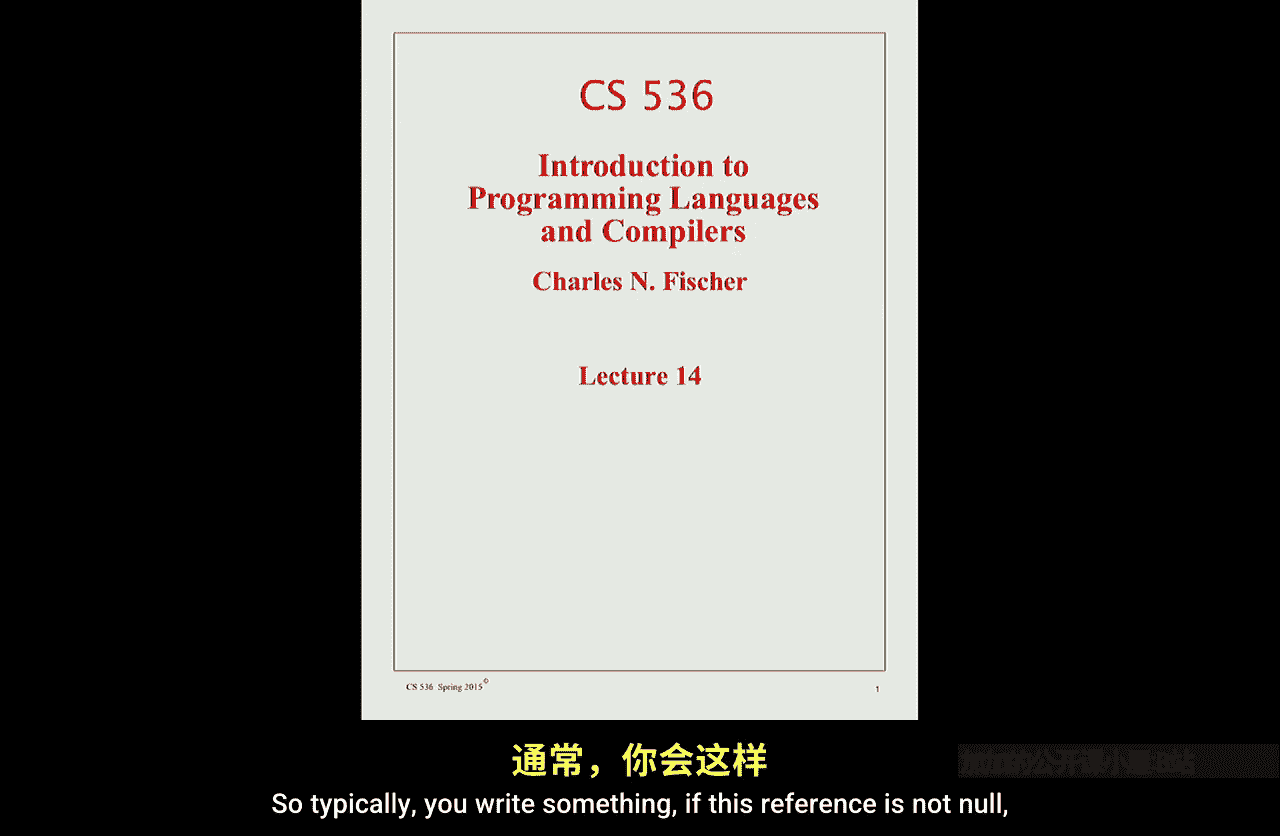 CS 536
Introduction to
Programming Languages
and Compilers
Charles N. Fischer
Lecture 14
CS 536 Spring 2015©
1
通常，你会这样
So typically, you write something, if this reference is not null,